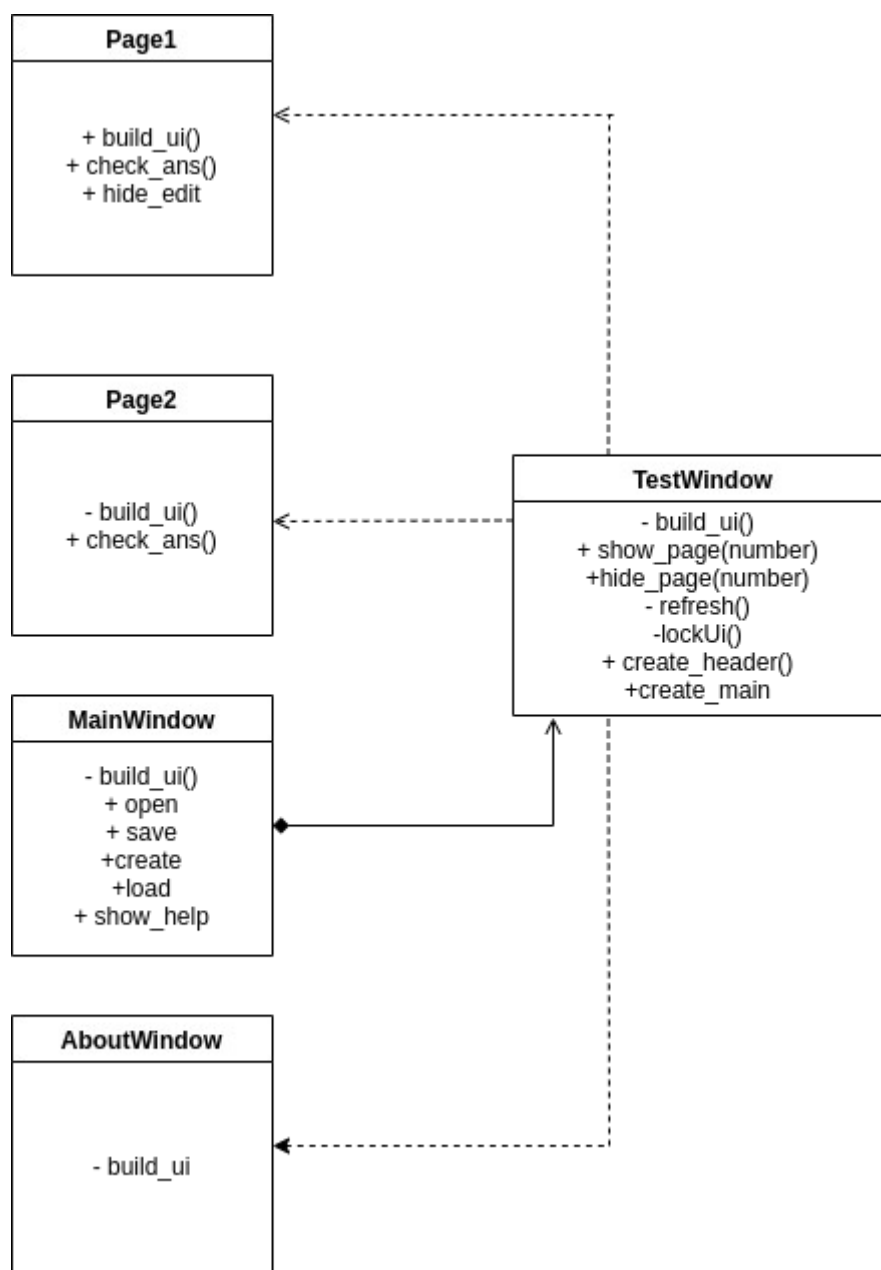 Page1
+ build_ui()
+ check_ans()
+ hide_edit
Page2
- build_ui()
+ check_ans()
TestWindow
- build_ui()
+ show_page(number)
+hide_page(number)
- refresh()
-lockUi()
+ create_header()
+create_main
MainWindow
- build_ui()
+ open
+ save
+create
+load
+ show_help
AboutWindow
- build_ui